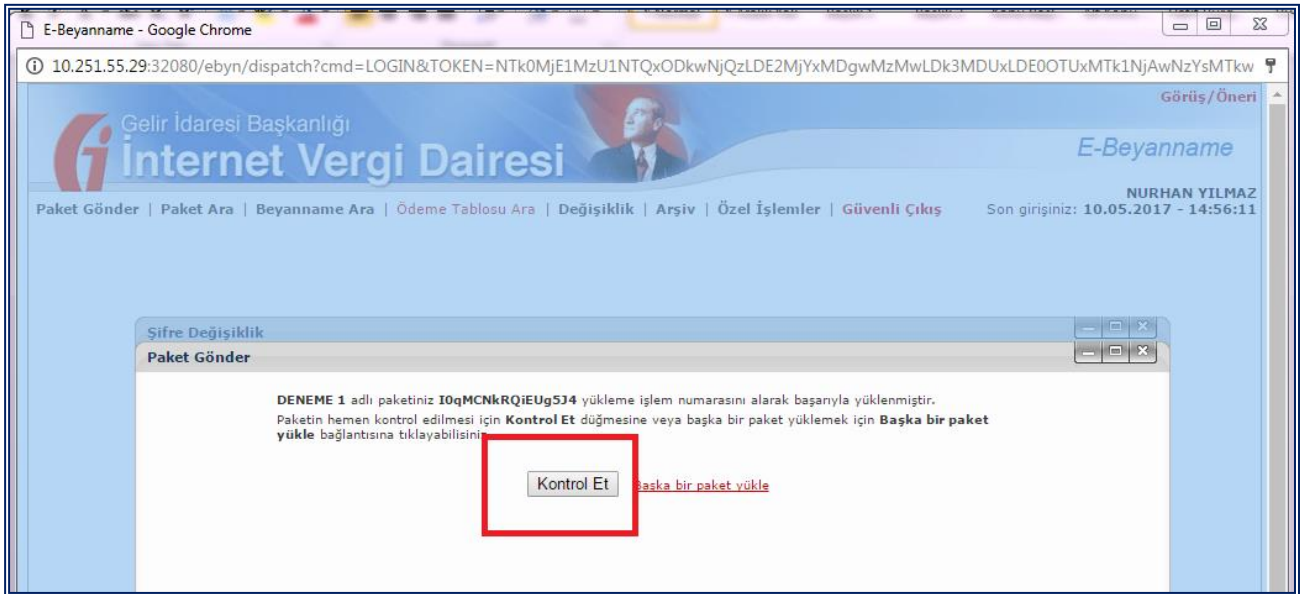 E-Beyanname - Google Chrome
10.251.55.29:32080/ebyn/dispatch?cmd=LOGIN&TOKEN=NTk0MjE1MzU1NTQxODkwNjQzLDE2MjYxMDgwMzMwLDk3MDUxLDE0OTUxMTk1NjAwNzYsMTkw
Görüş/Öneri
Gelir İdaresi Başkanlığı
İnternet Vergi Dairesi
E-Beyanname
NURHAN YILMAZ
Paket Gönder | Paket Ara | Beyanname Ara | Ödeme Tablosu Ara | Değişiklik | Arşiv | Özel İşlemler | Güvenli Çıkış Son girişiniz: 10.05.2017 - 14:56:11
Şifre Değişiklik
Paket Gönder
DENEME 1 adlı paketiniz I0qMCNkRQiEUg5J4 yükleme işlem numarasını alarak başarıyla yüklenmiştir.
Paketin hemen kontrol edilmesi için Kontrol Et düğmesine veya başka bir paket yüklemek için Başka bir paket
yükle bağlantısına tıklayabilisiniz
Kontrol Et Başka bir paket yükle